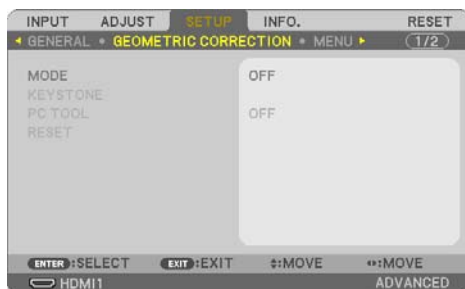 INPUT ADJUST SETUP INFO. RESET
GENERAL • GEOMETRIC CORRECTION • MENU 1/2
MODE OFF
KEYSTONE
PC TOOL OFF
RESET
ENTER :SELECT EXIT :EXIT :MOVE :MOVE
HDMI1 ADVANCED